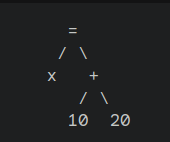 =
/ \
x +
/ \
10 20